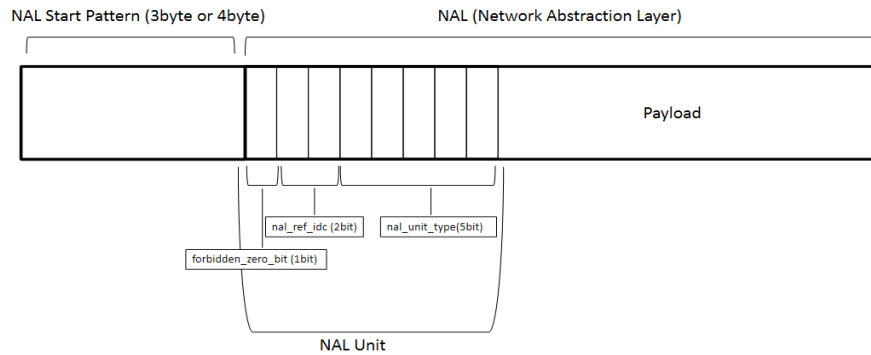 NAL Start Pattern (3byte or 4byte)
NAL (Network Abstraction Layer)
Payload
nal_ref_idc (2bit)
nal_unit_type(5bit)
forbidden_zero_bit (1bit)
NAL Unit